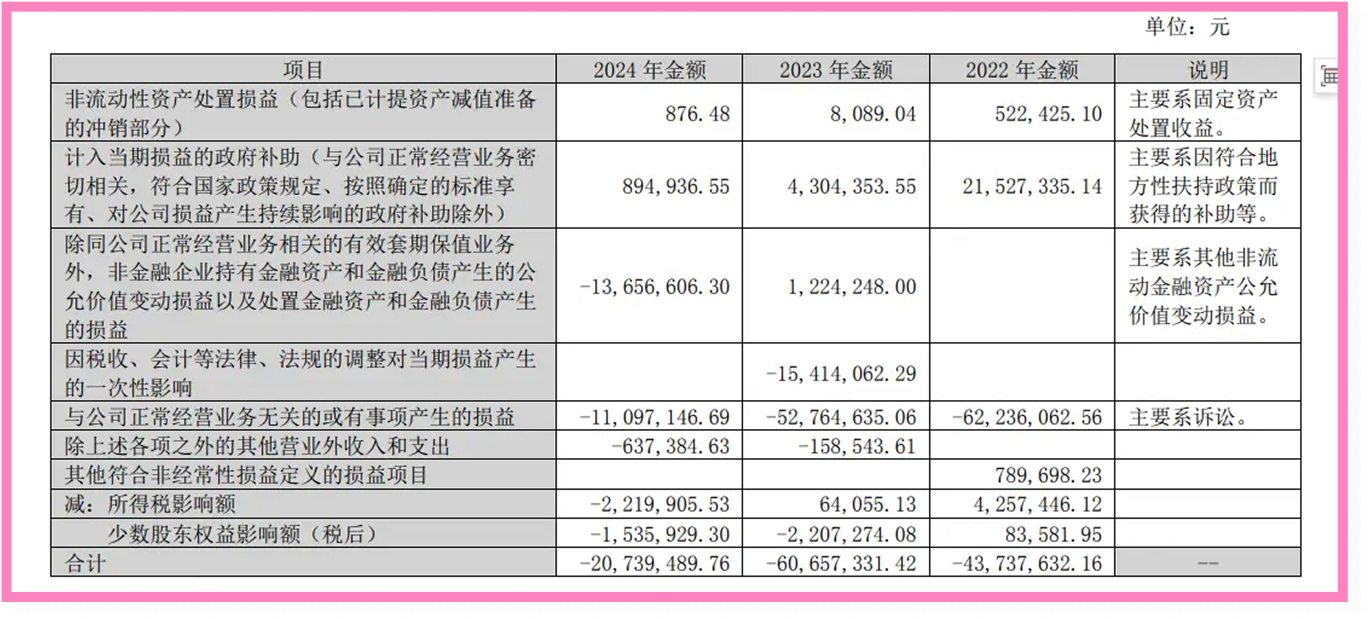 单位：元
项目 2024 年金额 2023 年金额 2022 年金额 说明
非流动性资产处置损益（包括已计提资产减值准备
的冲销部分） 876.48 8,089.04 522,425.10 主要系固定资产
处置收益。
计入当期损益的政府补助（与公司正常经营业务密
切相关，符合国家政策规定、按照确定的标准享
有、对公司损益产生持续影响的政府补助除外） 894,936.55 4,304,353.55 21,527,335.14 主要系因符合地
方性扶持政策而
获得的补助等。
除同公司正常经营业务相关的有效套期保值业务
外，非金融企业持有金融资产和金融负债产生的公
允价值变动损益以及处置金融资产和金融负债产生
的损益 -13,656,606.30 1,224,248.00 主要系其他非流
动金融资产公允
价值变动损益。
因税收、会计等法律、法规的调整对当期损益产生
的一次性影响 -15,414,062.29
与公司正常经营业务无关的或有事项产生的损益 -11,097,146.69 -52,764,635.06 -62,236,062.56 主要系诉讼。
除上述各项之外的其他营业外收入和支出 -637,384.63 -158,543.61
其他符合非经常性损益定义的损益项目 789,698.23
减：所得税影响额 -2,219,905.53 64,055.13 4,257,446.12
少数股东权益影响额（税后） -1,535,929.30 -2,207,274.08 83,581.95
合计 -20,739,489.76 -60,657,331.42 -43,737,632.16 --